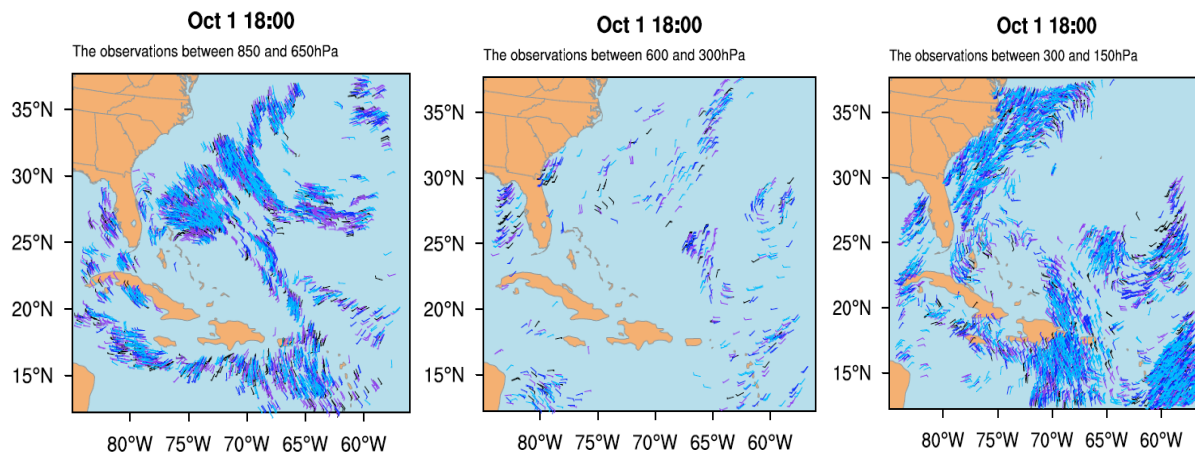 Oct 1 18:00
The observations between 850 and 650hPa
35°N
30°N
25°N
20°N
15°N
80°W 75°W 70°W 65°W 60°W
Oct 1 18:00
The observations between 600 and 300hPa
35°N
30°N
25°N
20°N
15°N
80°W 75°W 70°W 65°W 60°W
Oct 1 18:00
The observations between 300 and 150hPa
35°N
30°N
25°N
20°N
15°N
80°W 75°W 70°W 65°W 60°W